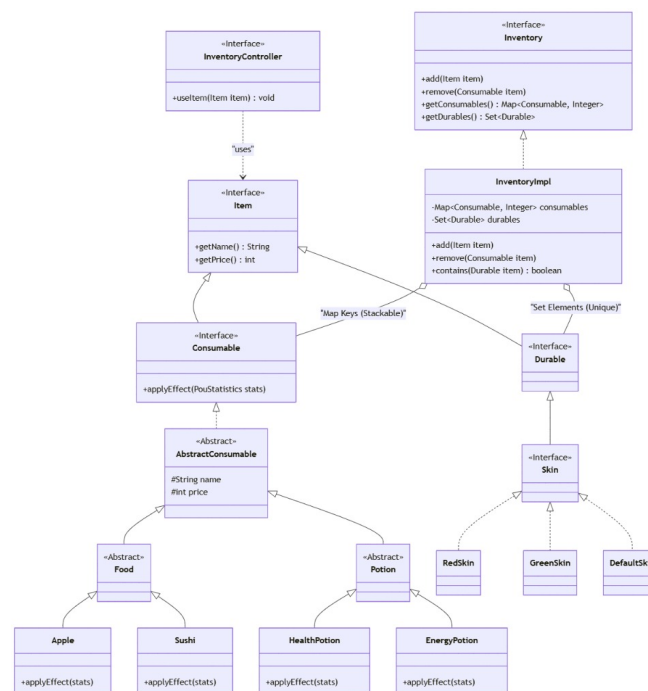 «Interface»
InventoryController
+useItem(Item item) : void
«Interface»
Inventory
+add(Item item)
+remove(Consumable item)
+getConsumables() : Map<Consumable, Integer>
+getDurables() : Set<Durable>
"uses"
InventoryImpl
-Map<Consumable, Integer> consumables
-Set<Durable> durables
+add(Item item)
+remove(Consumable item)
+contains(Durable item) : boolean
«Interface»
Item
+getName() : String
+getPrice() : int
"Map Keys (Stackable)"
"Set Elements (Unique)"
«Interface»
Consumable
+applyEffect(PouStatistics stats)
«Interface»
Durable
«Abstract»
AbstractConsumable
#String name
#int price
«Interface»
Skin
«Abstract»
Food
«Abstract»
Potion
RedSkin
GreenSkin
DefaultSk
Apple
+applyEffect(stats)
Sushi
+applyEffect(stats)
HealthPotion
+applyEffect(stats)
EnergyPotion
+applyEffect(stats)